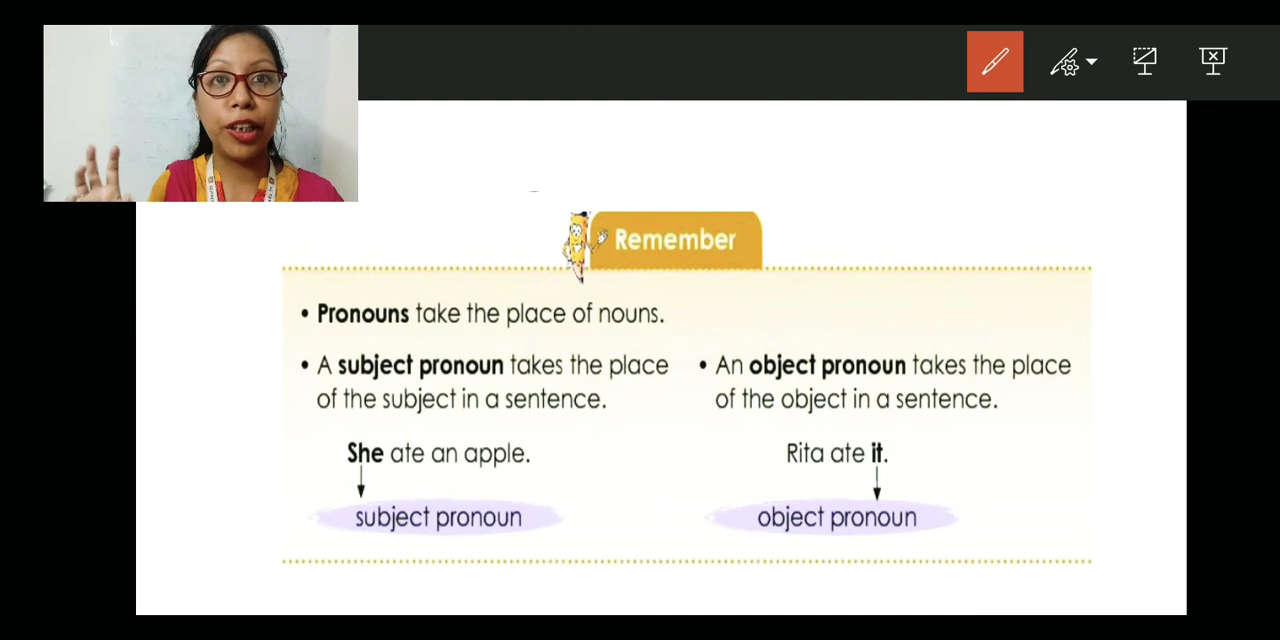 Remember
• Pronouns take the place of nouns.
• A subject pronoun takes the place
of the subject in a sentence.
She ate an apple.
subject pronoun
• An object pronoun takes the place
of the object in a sentence.
Rita ate it.
object pronoun